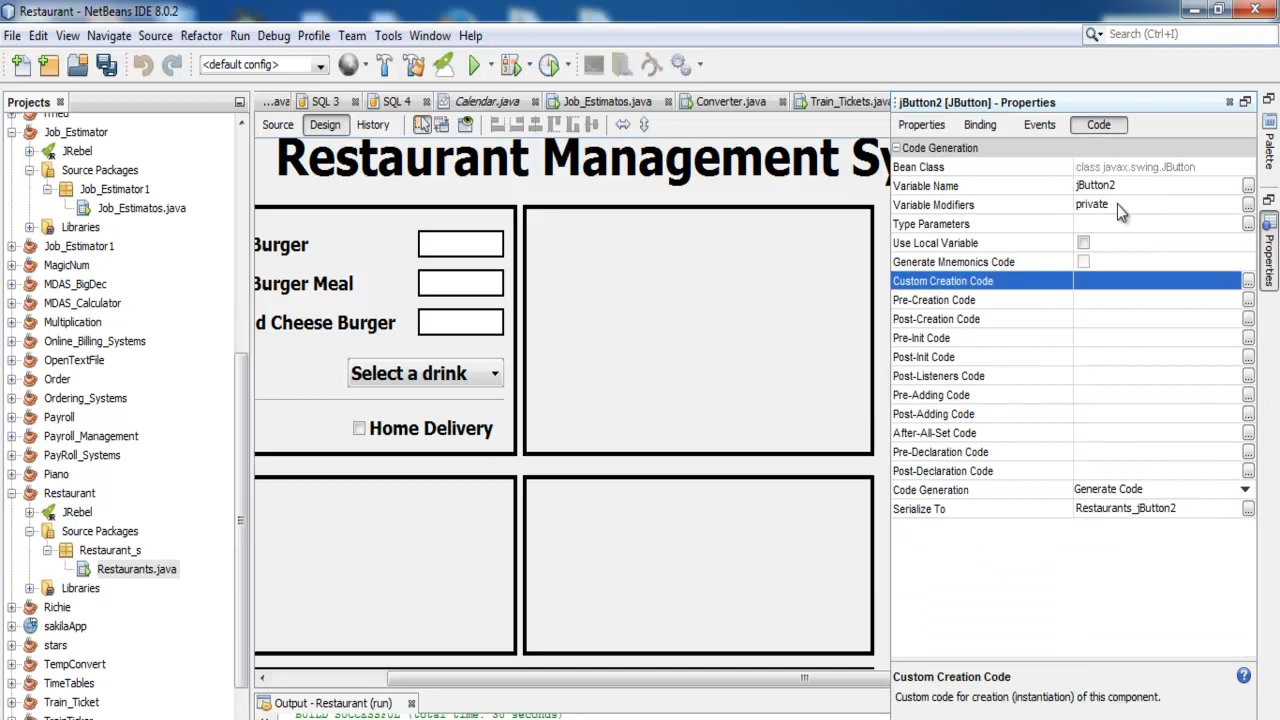 Restaurant - NetBeans IDE 8.0.2
File Edit View Navigate Source Refactor Run Debug Profile Team Tools Window Help
Search (Ctrl+I)
<default config>
Projects
Job_Estimator
JRebel
Source Packages
Job_Estimator1
Job_Estimatos.java
Libraries
Job_Estimator1
MagicNum
MDAS_BigDec
MDAS_Calculator
Multiplication
Online_Billing_Systems
OpenTextFile
Order
Ordering_Systems
Payroll
Payroll_Management
PayRoll_Systems
Piano
Restaurant
JRebel
Source Packages
Restaurant_s
Restaurants.java
Libraries
Richie
sakilaApp
stars
TempConvert
TimeTables
Train_Ticket
...ava SQL 3 SQL 4 Calendar.java Job_Estimatos.java Converter.java Train_Tickets.java
Source Design History
Restaurant Management Sy
Burger
Burger Meal
d Cheese Burger
Select a drink
Home Delivery
Output - Restaurant (run)
BUILD SUCCESSFUL (total time: 30 seconds)
jButton2 [JButton] - Properties
Properties Binding Events Code
Code Generation
Bean Class class javax.swing.JButton
Variable Name jButton2 ...
Variable Modifiers private ...
Type Parameters ...
Use Local Variable
Generate Mnemonics Code
Custom Creation Code ...
Pre-Creation Code ...
Post-Creation Code ...
Pre-Init Code ...
Post-Init Code ...
Post-Listeners Code ...
Pre-Adding Code ...
Post-Adding Code ...
After-All-Set Code ...
Pre-Declaration Code ...
Post-Declaration Code ...
Code Generation Generate Code
Serialize To Restaurants_jButton2 ...
Custom Creation Code
Custom code for creation (instantiation) of this component.
Palette
Properties